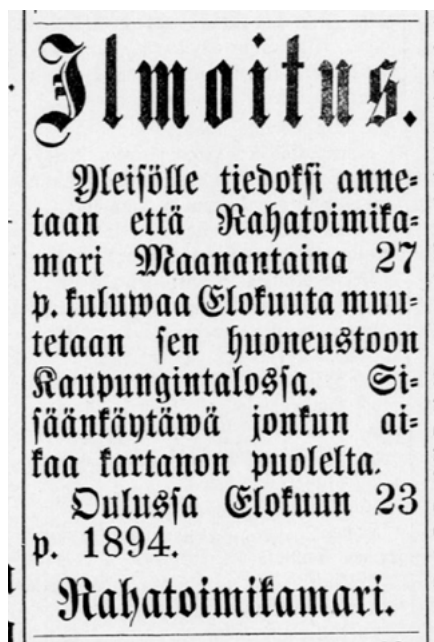 Ilmoitus.
Yleisölle tiedoksi anne-
taan että Rahatoimika-
mari Maanantaina 27
p. kuluwaa Elokuuta muu-
tetaan sen huoneustoon
Kaupungintalossa. Si-
säänkäytäwä jonkun ai-
kaa kartanon puolelta.
Oulussa Elokuun 23
p. 1894.
Rahatoimikamari.